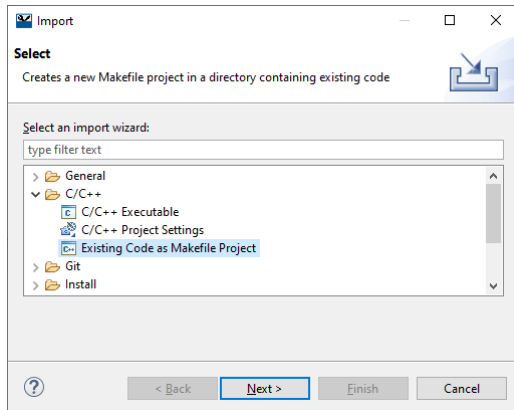 Import
Select
Creates a new Makefile project in a directory containing existing code
Select an import wizard:
type filter text
General
C/C++
C/C++ Executable
C/C++ Project Settings
Existing Code as Makefile Project
Git
Install
< Back Next > Finish Cancel